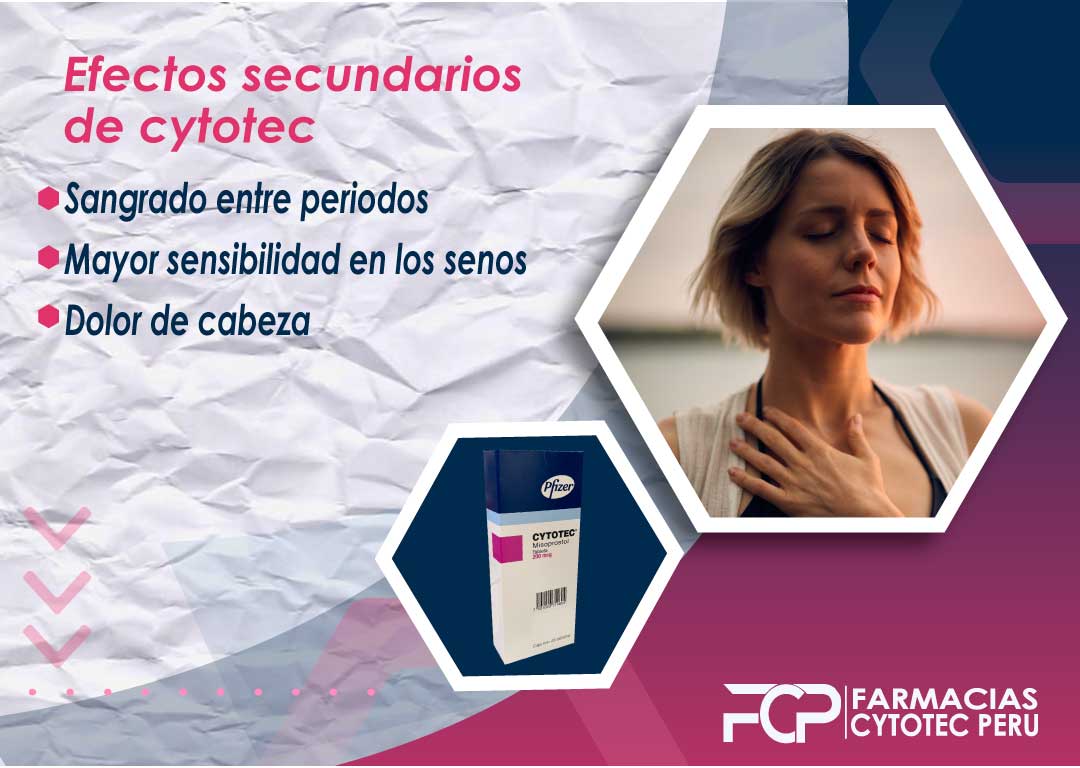 Efectos secundarios
de cytotec
Sangrado entre periodos
Mayor sensibilidad en los senos
Dolor de cabeza
Pfizer
CYTOTEC®
Misoprostol
Tableta
200 mcg
FCP
FARMACIAS
CYTOTEC PERU